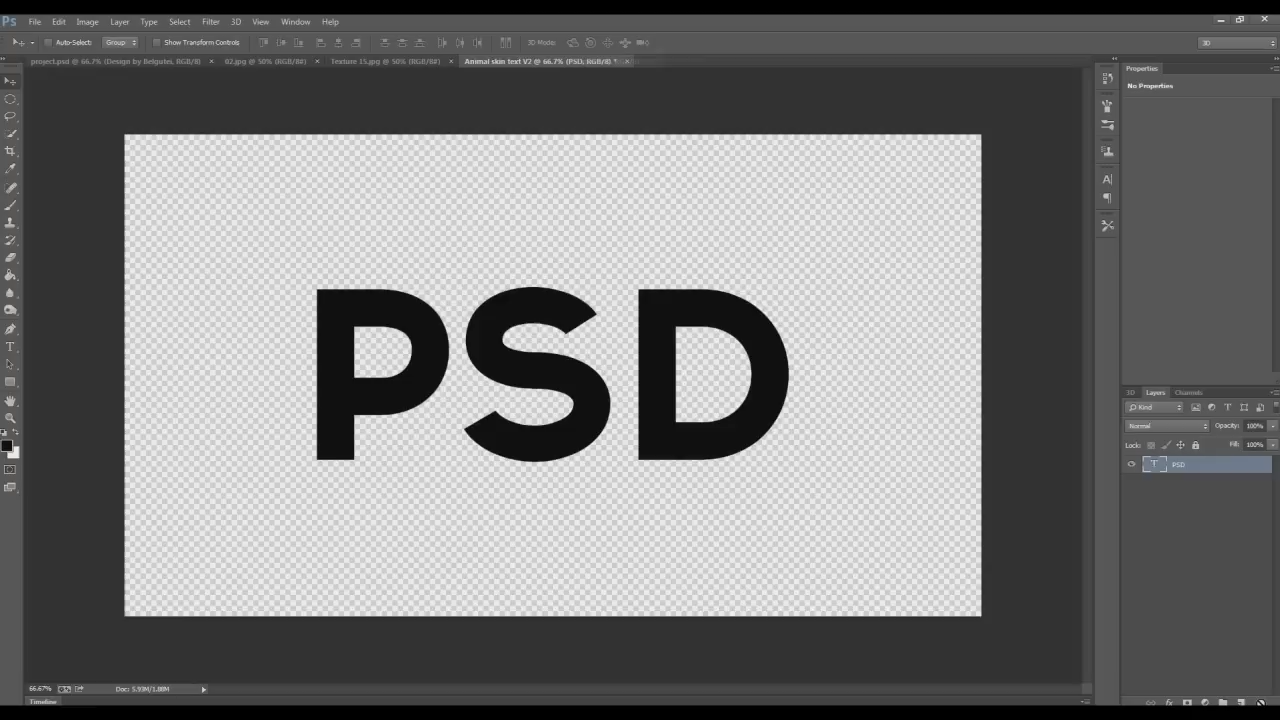 Ps File Edit Image Layer Type Select Filter 3D View Window Help
Auto-Select: Group Show Transform Controls 3D Mode: 3D
project.psd @ 66.7% (Design by Belgutes, RGB/8) × 02.jpg @ 50% (RGB/8#) × Texture 15.jpg @ 50% (RGB/8#) × Animal skin text V2 @ 66.7% (PSD, RGB/8) * ×
Properties
No Properties
PSD
3D Layers Channels
Kind
Normal Opacity: 100%
Lock: Fill: 100%
T PSD
66.67% Doc: 5.93M/1.88M
Timeline